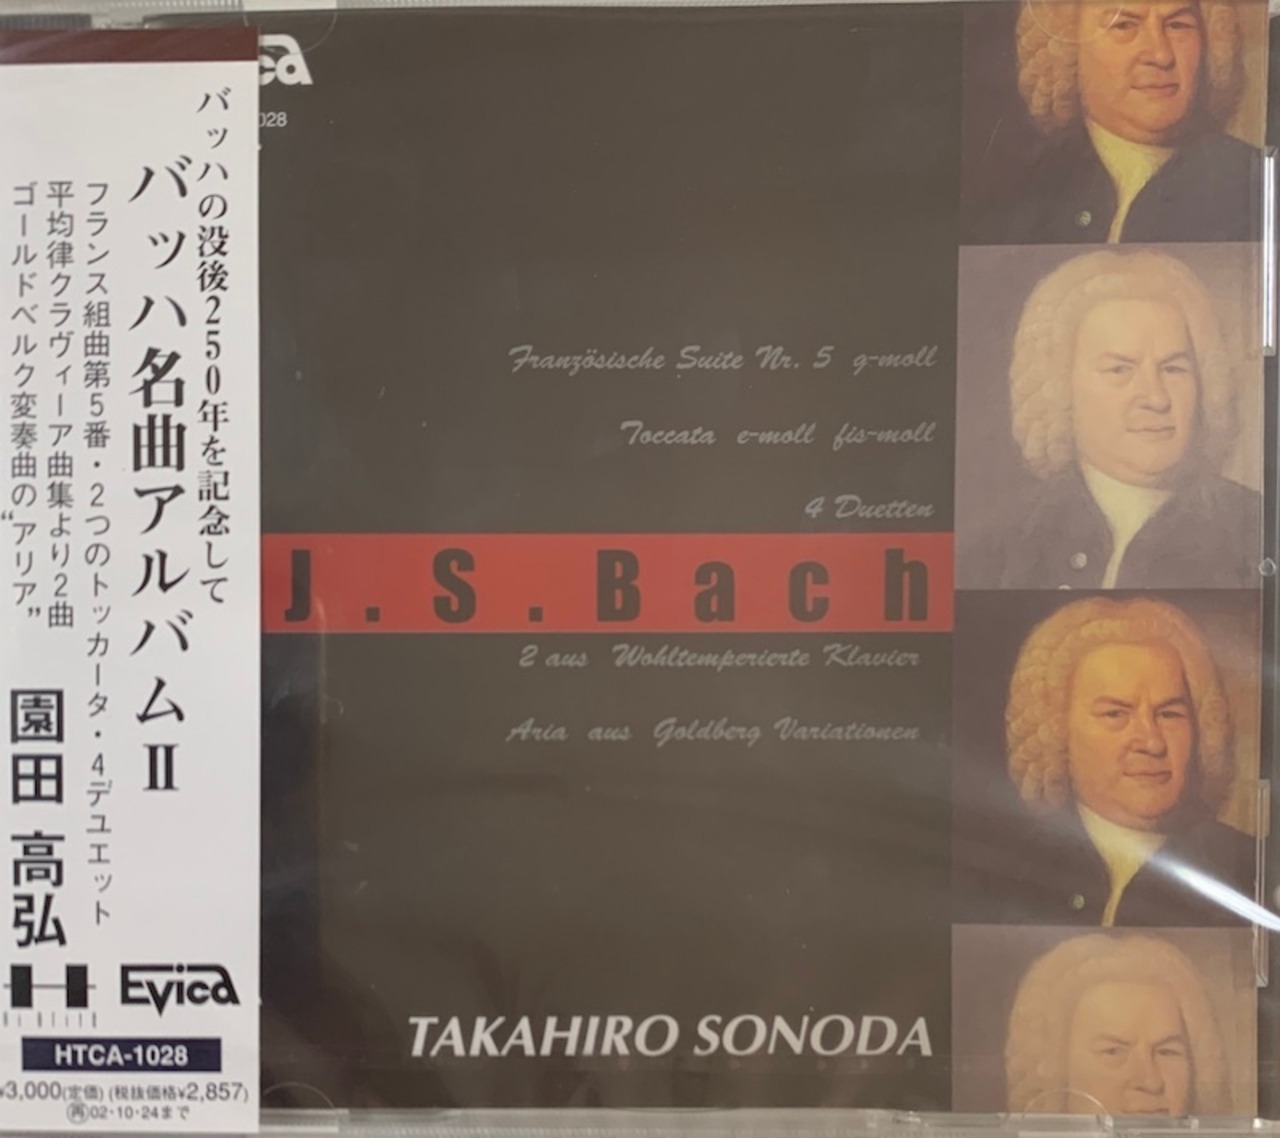 バッハの没後250年を記念して
バッハ名曲アルバムⅡ
フランス組曲第5番・2つのトッカータ・4デュエット
平均律クラヴィーア曲集より2曲
ゴールドベルク変奏曲の“アリア”
園田 高弘
Evica
HTCA-1028
¥3,000(定価) (税抜価格¥2,857)
再02・10・24まで
ca
028
Französische Suite Nr. 5 g-moll
Toccata e-moll fis-moll
4 Duetten
J.S.Bach
2 aus Wohltemperierte Klavier
Aria aus Goldberg Variationen
TAKAHIRO SONODA